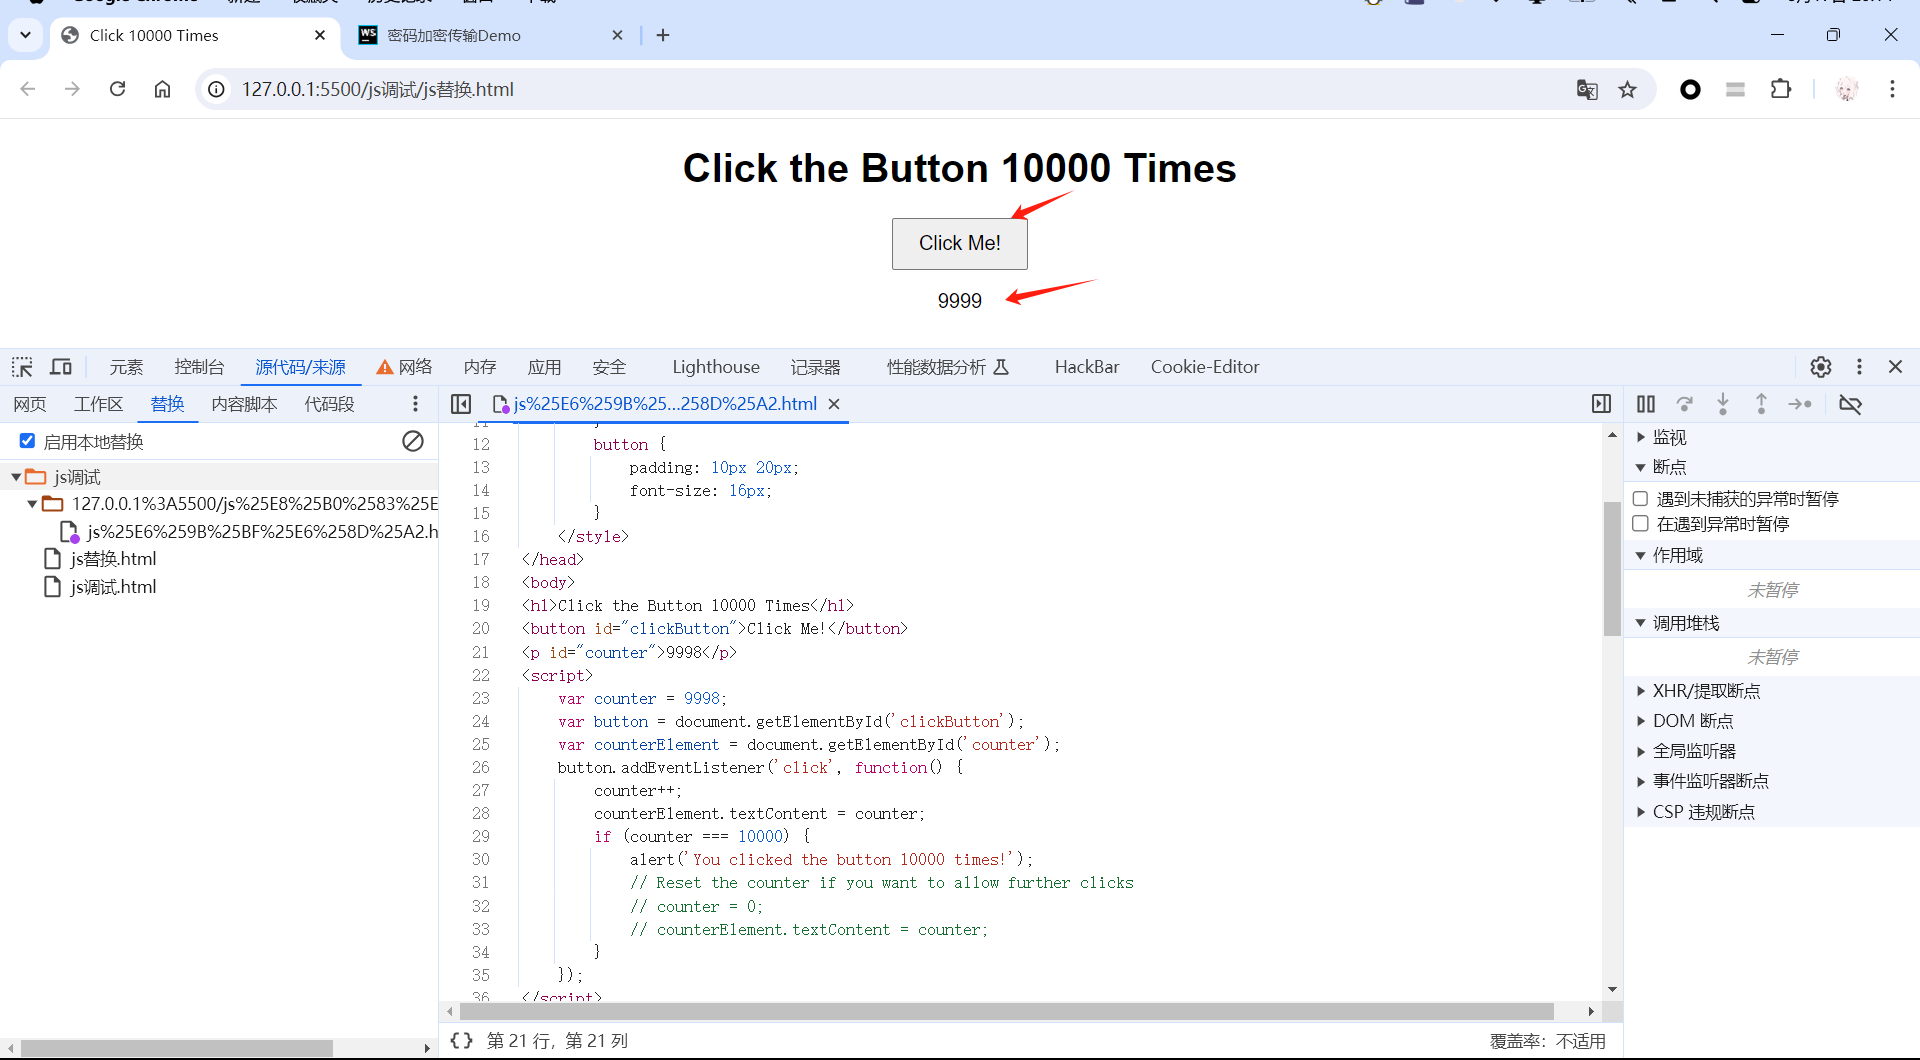 Click 10000 Times
密码加密传输Demo
127.0.0.1:5500/js调试/js替换.html
Click the Button 10000 Times
Click Me!
9999
元素 控制台 源代码/来源 网络 内存 应用 安全 Lighthouse 记录器 性能数据分析 HackBar Cookie-Editor
网页 工作区 替换 内容脚本 代码段
js%25E6%259B%25...258D%25A2.html
启用本地替换
js调试
127.0.0.1%3A5500/js%25E8%25B0%2583%25E
js%25E6%259B%25BF%25E6%258D%25A2.h
js替换.html
js调试.html
11 }
12 button {
13 padding: 10px 20px;
14 font-size: 16px;
15 }
16 </style>
17 </head>
18 <body>
19 <h1>Click the Button 10000 Times</h1>
20 <button id="clickButton">Click Me!</button>
21 <p id="counter">9998</p>
22 <script>
23 var counter = 9998;
24 var button = document.getElementById('clickButton');
25 var counterElement = document.getElementById('counter');
26 button.addEventListener('click', function() {
27 counter++;
28 counterElement.textContent = counter;
29 if (counter === 10000) {
30 alert('You clicked the button 10000 times!');
31 // Reset the counter if you want to allow further clicks
32 // counter = 0;
33 // counterElement.textContent = counter;
34 }
35 });
36 </script>
{} 第 21 行，第 21 列
覆盖率：不适用
监视
断点
遇到未捕获的异常时暂停
在遇到异常时暂停
作用域
未暂停
调用堆栈
未暂停
XHR/提取断点
DOM 断点
全局监听器
事件监听器断点
CSP 违规断点